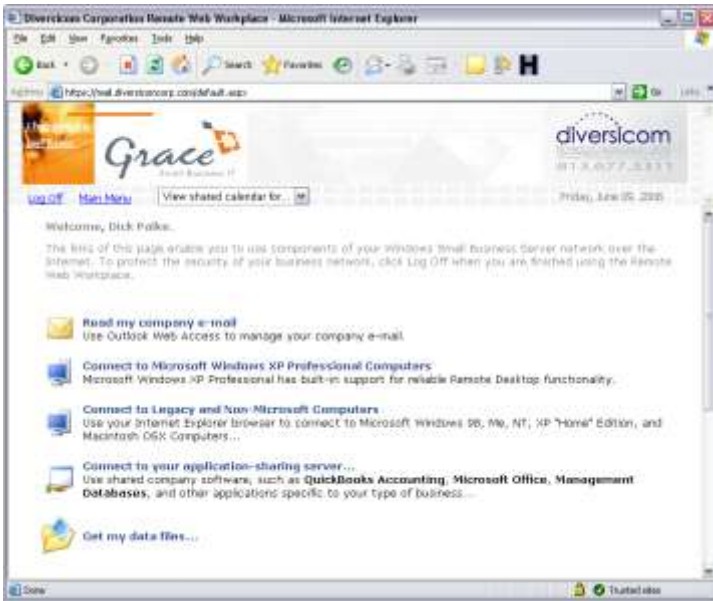 Diversicom Corporation Remote Web Workplace - Microsoft Internet Explorer
File Edit View Favorites Tools Help
Back Search Favorites
Go
Grace
Small Business IT
diversicom
Log Off Main Menu View shared calendar for...
Friday, June
Welcome, Dick Polke.
The links of this page enable you to use components of your Windows Small Business Server network over the
Internet. To protect the security of your business network, click Log Off when you are finished using the Remote
Web Workplace.
Read my company e-mail
Use Outlook Web Access to manage your company e-mail.
Connect to Microsoft Windows XP Professional Computers
Microsoft Windows XP Professional has built-in support for reliable Remote Desktop functionality.
Connect to Legacy and Non-Microsoft Computers
Use your Internet Explorer browser to connect to Microsoft Windows 98, Me, NT, XP "Home" Edition, and
Macintosh OSX Computers...
Connect to your application-sharing server...
Use shared company software, such as QuickBooks Accounting, Microsoft Office, Management
Databases, and other applications specific to your type of business...
Get my data files...
Done Trusted sites